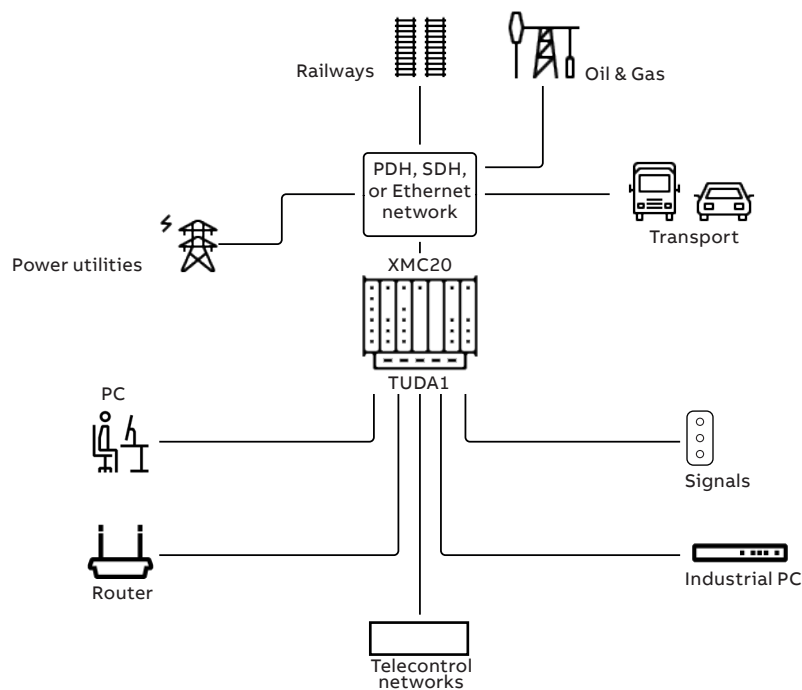 Railways
Oil & Gas
PDH, SDH,
or Ethernet
network
Transport
Power utilities
XMC20
TUDA1
PC
Signals
Router
Industrial PC
Telecontrol
networks